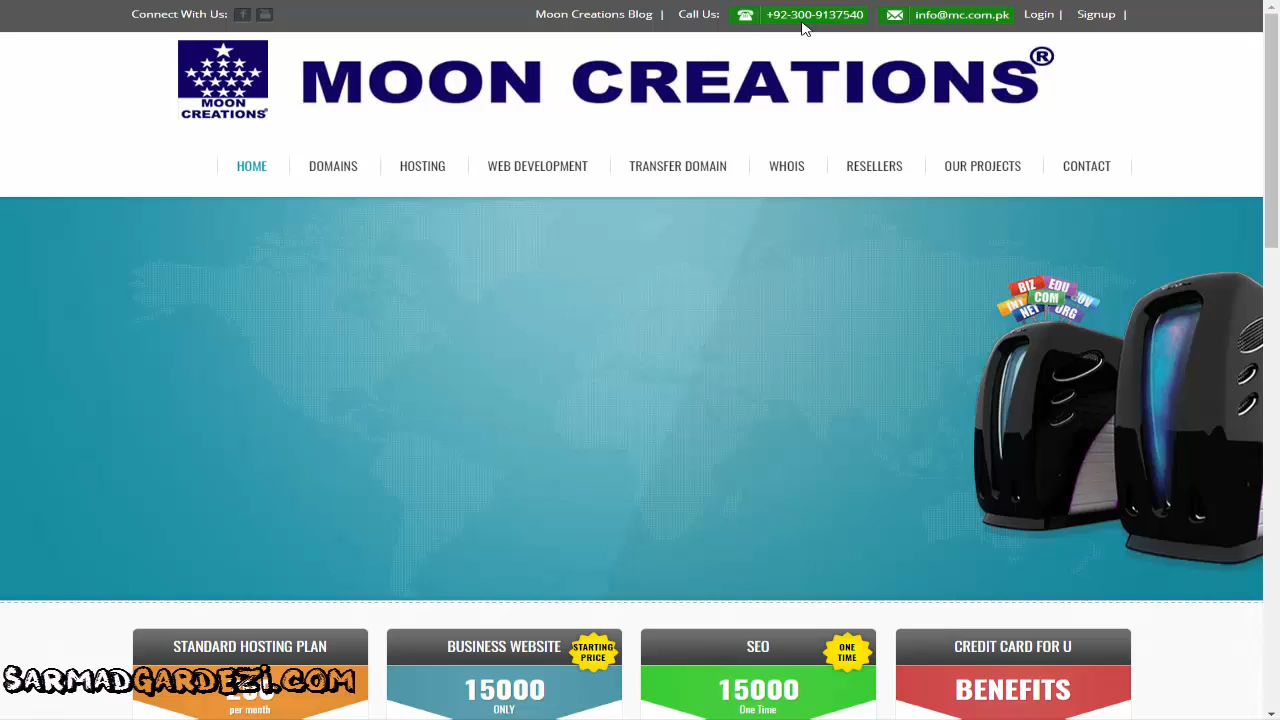 Connect With Us:
Moon Creations Blog | Call Us: +92-300-9137540 info@mc.com.pk Login | Signup |
MOON
CREATIONS®
MOON CREATIONS®
HOME DOMAINS HOSTING WEB DEVELOPMENT TRANSFER DOMAIN WHOIS RESELLERS OUR PROJECTS CONTACT
BIZ EDU
INT COM GOV
NET ORG
STANDARD HOSTING PLAN
per month
BUSINESS WEBSITE
STARTING
PRICE
15000
ONLY
SEO
ONE
TIME
15000
One Time
CREDIT CARD FOR U
BENEFITS
SARMADGARDEZI.COM